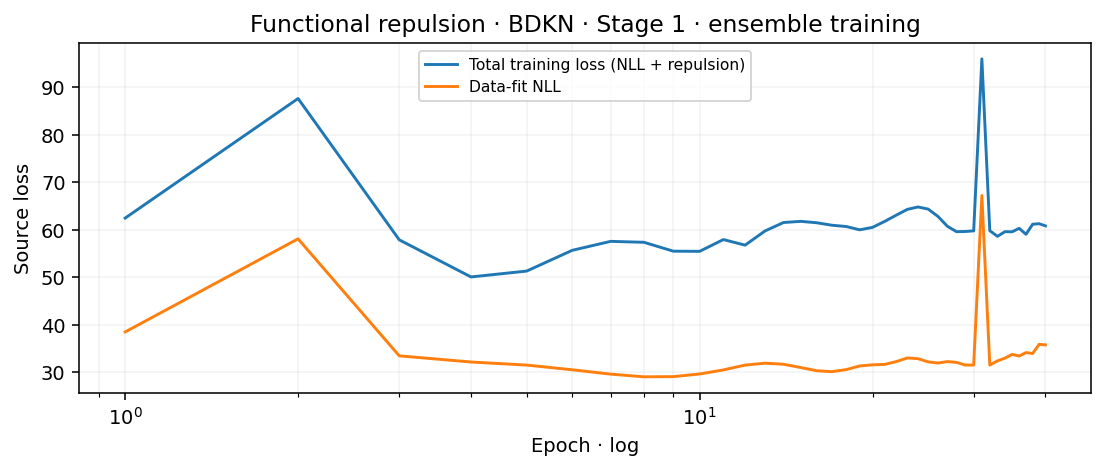 Functional repulsion · BDKN · Stage 1 · ensemble training
Total training loss (NLL + repulsion)
Data-fit NLL
Source loss
90
80
70
60
50
40
30
10⁰
10¹
Epoch · log